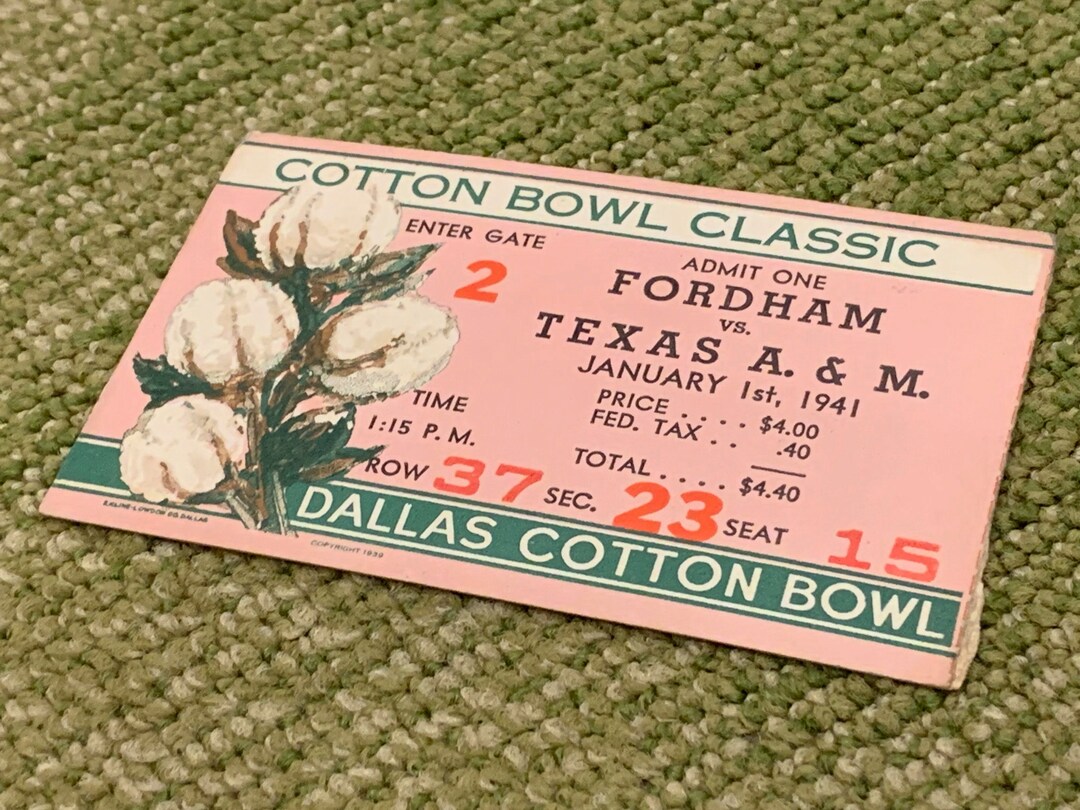 COTTON BOWL CLASSIC
ENTER GATE
2
ADMIT ONE
FORDHAM
VS.
TEXAS A. & M.
JANUARY 1st, 1941
TIME
1:15 P. M.
PRICE . . . . $4.00
FED. TAX . . .40
TOTAL . . . . $4.40
ROW 37 SEC. 23 SEAT 15
DALLAS COTTON BOWL
COPYRIGHT 1939